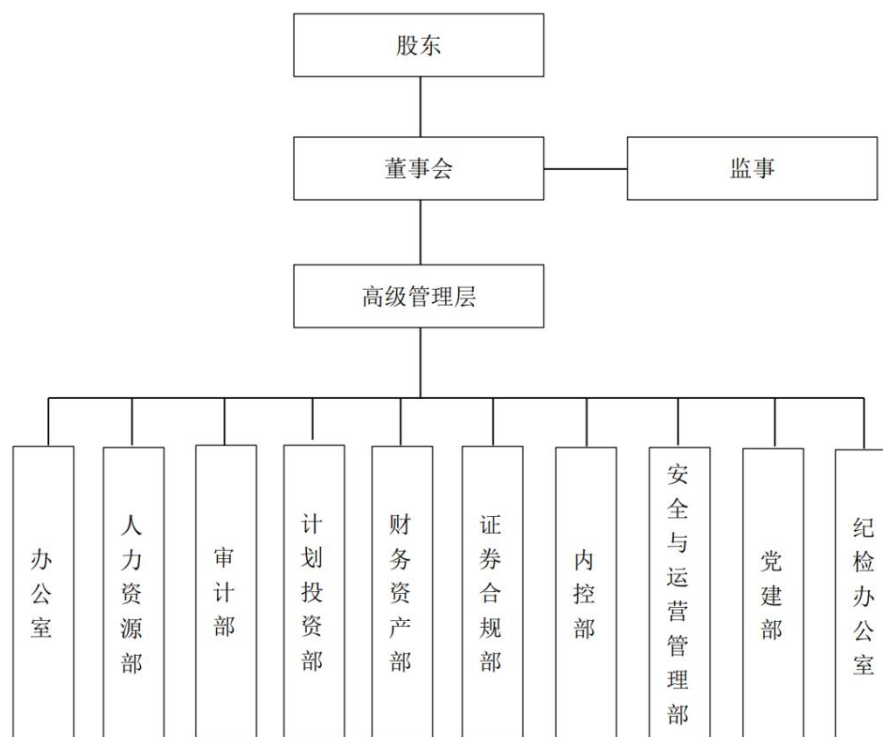 股东
董事会
监事
高级管理层
办公室
人力资源部
审计部
计划投资部
财务资产部
证券合规部
内控部
安全与运营管理部
党建部
纪检办公室